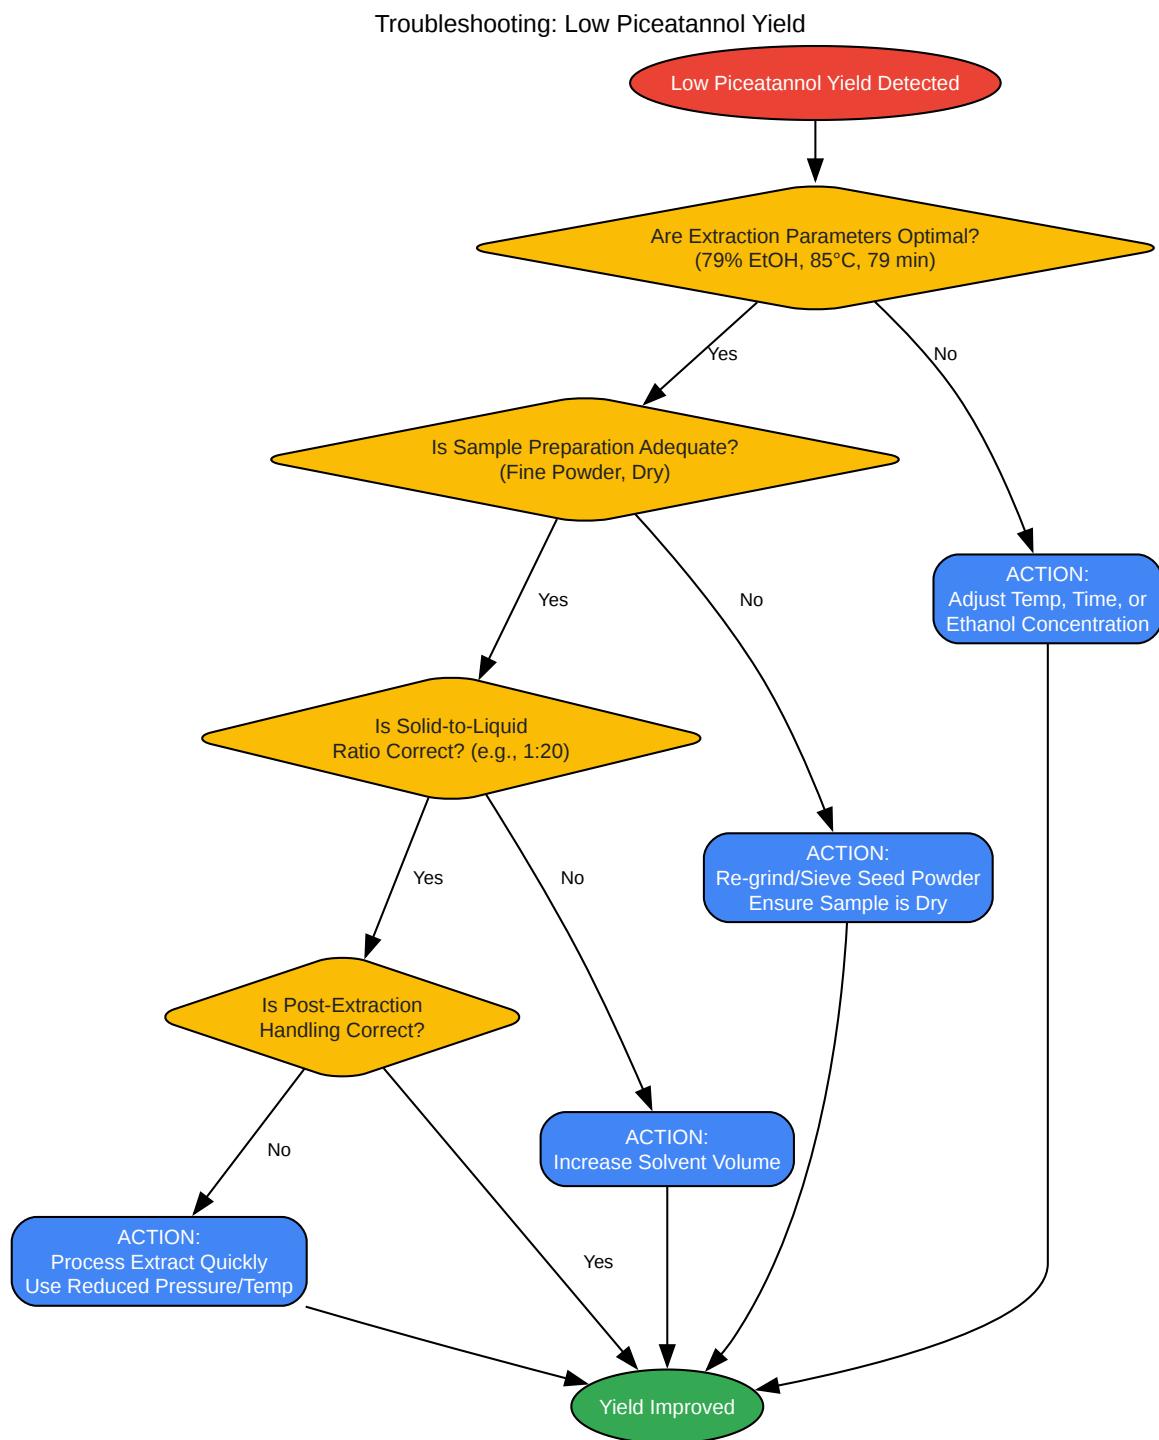 Troubleshooting: Low Piceatannol Yield
Low Piceatannol Yield Detected
Are Extraction Parameters Optimal?
(79% EtOH, 85°C, 79 min)
Yes
No
Is Sample Preparation Adequate?
(Fine Powder, Dry)
Yes
No
ACTION:
Adjust Temp, Time, or
Ethanol Concentration
Is Solid-to-Liquid
Ratio Correct? (e.g., 1:20)
Yes
No
ACTION:
Re-grind/Sieve Seed Powder
Ensure Sample is Dry
Is Post-Extraction
Handling Correct?
No
Yes
ACTION:
Increase Solvent Volume
ACTION:
Process Extract Quickly
Use Reduced Pressure/Temp
Yield Improved